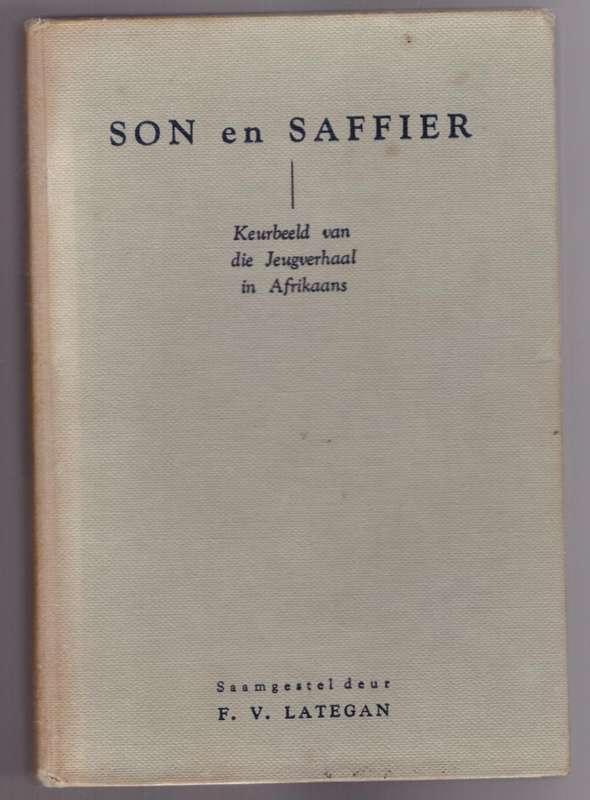 SON en SAFFIER
Keurbeeld van
die Jeugverhaal
in Afrikaans
Saamgestel deur
F. V. LATEGAN